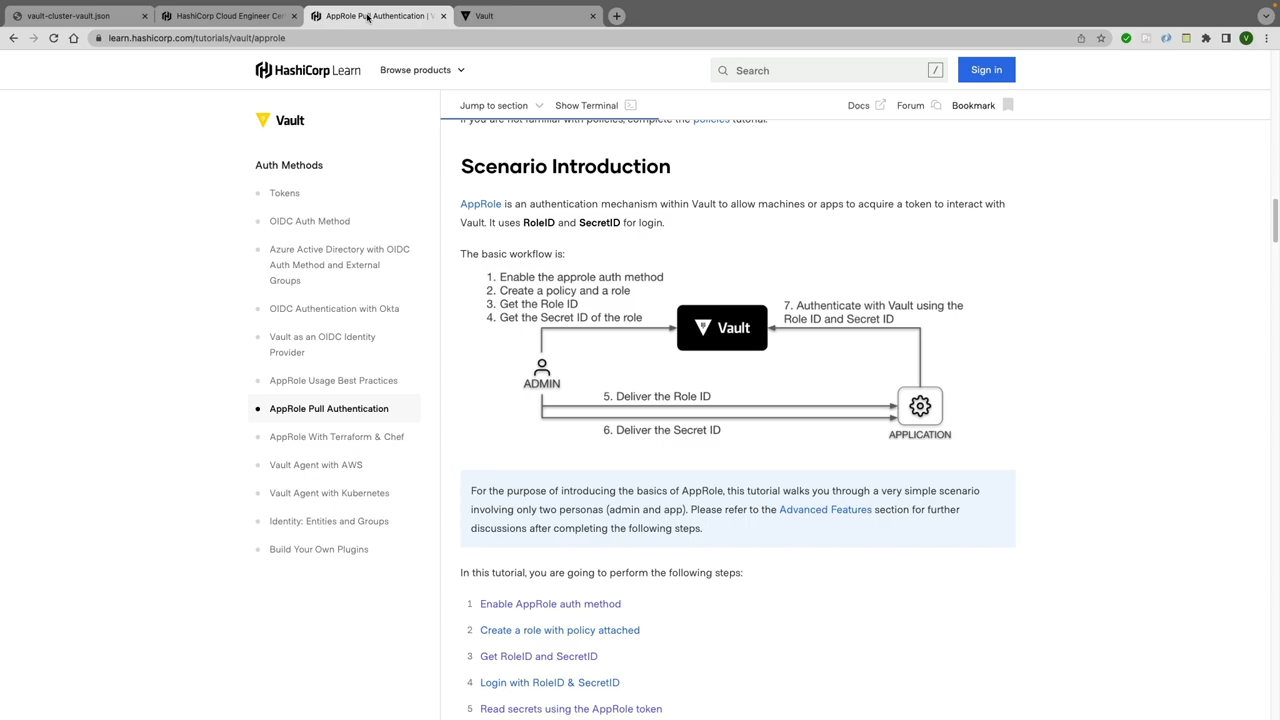 vault-cluster-vault.json
HashiCorp Cloud Engineer Cer
AppRole Pull Authentication | V
Vault
learn.hashicorp.com/tutorials/vault/approle
V
HashiCorp Learn
Browse products
Search
/
Sign in
Jump to section
Show Terminal
Docs
Forum
Bookmark
Vault
Auth Methods
Tokens
OIDC Auth Method
Azure Active Directory with OIDC
Auth Method and External
Groups
OIDC Authentication with Okta
Vault as an OIDC Identity
Provider
AppRole Usage Best Practices
AppRole Pull Authentication
AppRole With Terraform & Chef
Vault Agent with AWS
Vault Agent with Kubernetes
Identity: Entities and Groups
Build Your Own Plugins
If you are not familiar with policies, complete the policies tutorial.
Scenario Introduction
AppRole is an authentication mechanism within Vault to allow machines or apps to acquire a token to interact with
Vault. It uses RoleID and SecretID for login.
The basic workflow is:
1. Enable the approle auth method
2. Create a policy and a role
3. Get the Role ID
4. Get the Secret ID of the role
Vault
7. Authenticate with Vault using the
Role ID and Secret ID
ADMIN
5. Deliver the Role ID
6. Deliver the Secret ID
APPLICATION
For the purpose of introducing the basics of AppRole, this tutorial walks you through a very simple scenario
involving only two personas (admin and app). Please refer to the Advanced Features section for further
discussions after completing the following steps.
In this tutorial, you are going to perform the following steps:
1 Enable AppRole auth method
2 Create a role with policy attached
3 Get RoleID and SecretID
4 Login with RoleID & SecretID
5 Read secrets using the AppRole token